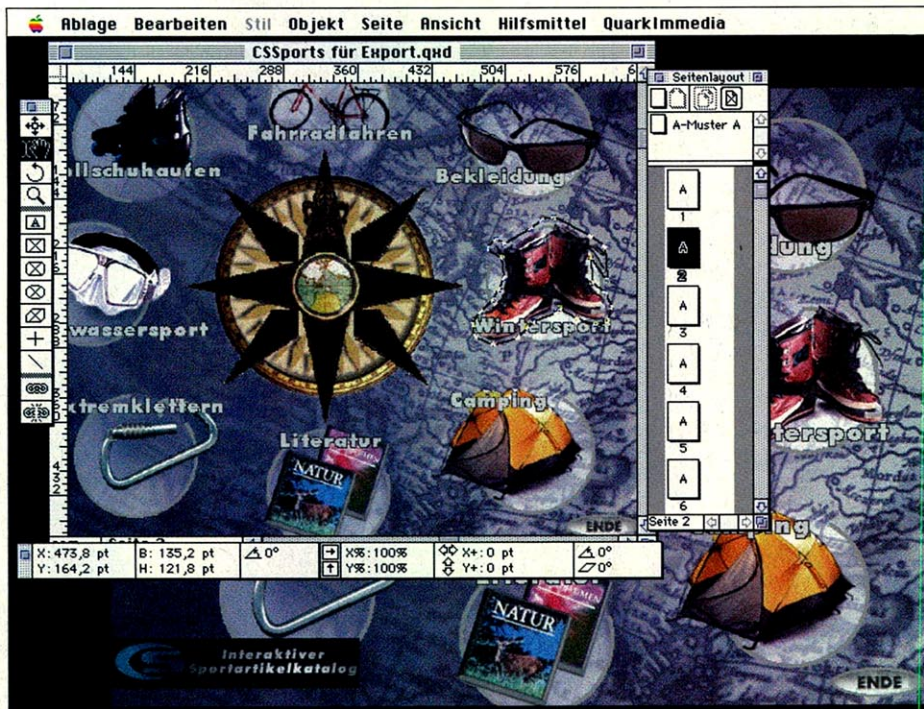 Ablage Bearbeiten Stil Objekt Seite Ansicht Hilfsmittel QuarkImmedia
CSSports für Export.qxd
144 216 288 360 432 504 576
Seitenlayout
A-Muster A
Fahrradfahren
llschuhaufen
Bekleidung
dung
A
1
A
2
A
3
A
4
A
5
A
6
wassersport
Wintersport
tersport
xtremklettern
Camping
Literatur
NATUR
ENDE
Seite 2
X: 473,8 pt B: 135,2 pt 0° X%: 100% X+: 0 pt 0°
Y: 164,2 pt H: 121,8 pt Y%: 100% Y+: 0 pt 0°
NATUR
Interaktiver
Sportartikelkatalog
ENDE